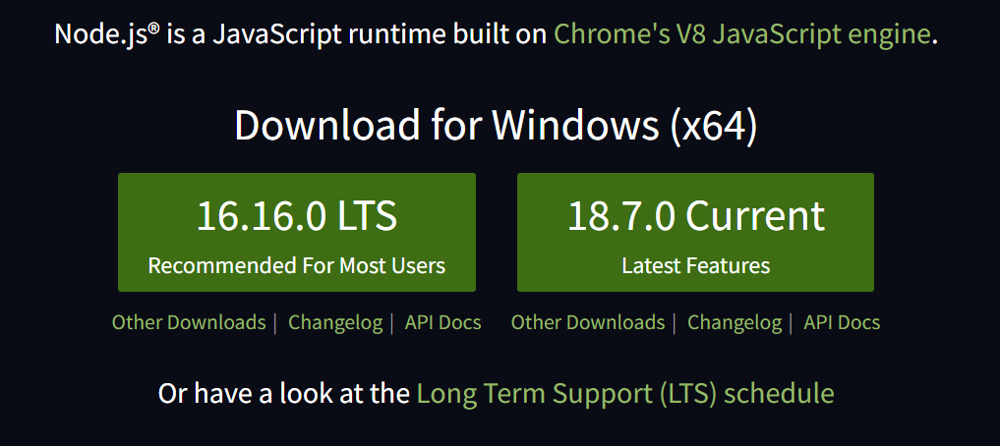 Node.js® is a JavaScript runtime built on Chrome's V8 JavaScript engine.
Download for Windows (x64)
16.16.0 LTS
Recommended For Most Users
18.7.0 Current
Latest Features
Other Downloads | Changelog | API Docs
Other Downloads | Changelog | API Docs
Or have a look at the Long Term Support (LTS) schedule